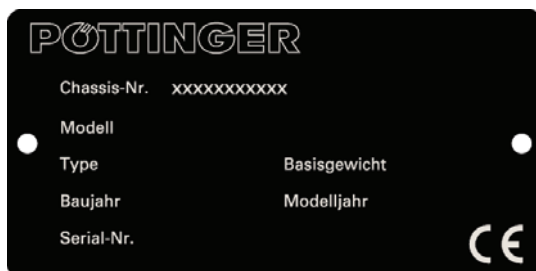 PÖTTINGER
Chassis-Nr. xxxxxxxxxxx
Modell
Type Basisgewicht
Baujahr Modelljahr
Serial-Nr.
CE